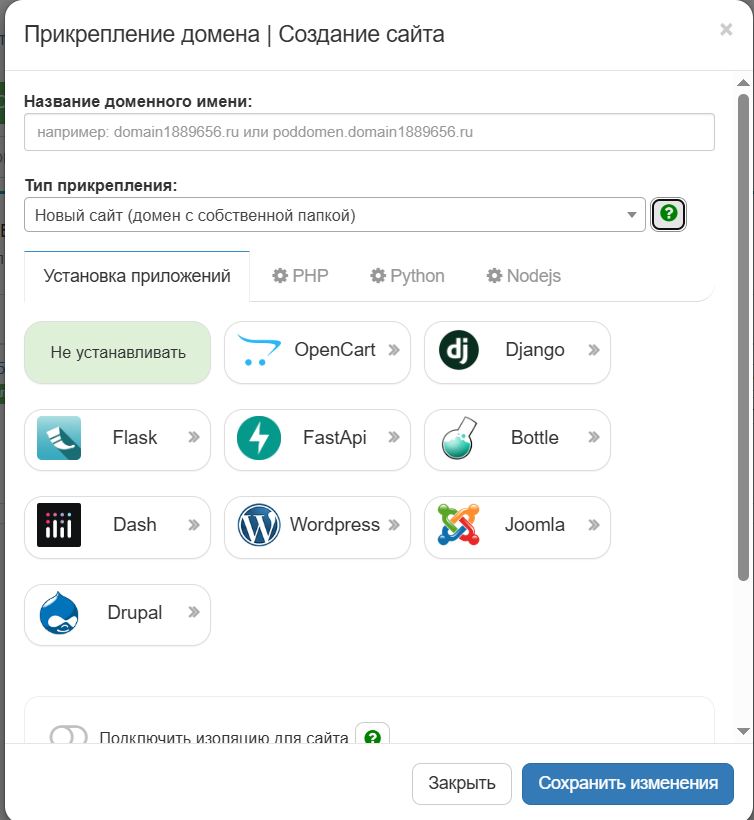 Прикрепление домена | Создание сайта
×
Название доменного имени:
например: domain1889656.ru или poddomen.domain1889656.ru
Тип прикрепления:
Новый сайт (домен с собственной папкой)
?
Установка приложений PHP Python Nodejs
Не устанавливать OpenCart » dj Django »
Flask » FastApi » Bottle »
Dash » Wordpress » Joomla »
Drupal »
Подключить изоляцию для сайта ?
Закрыть Сохранить изменения